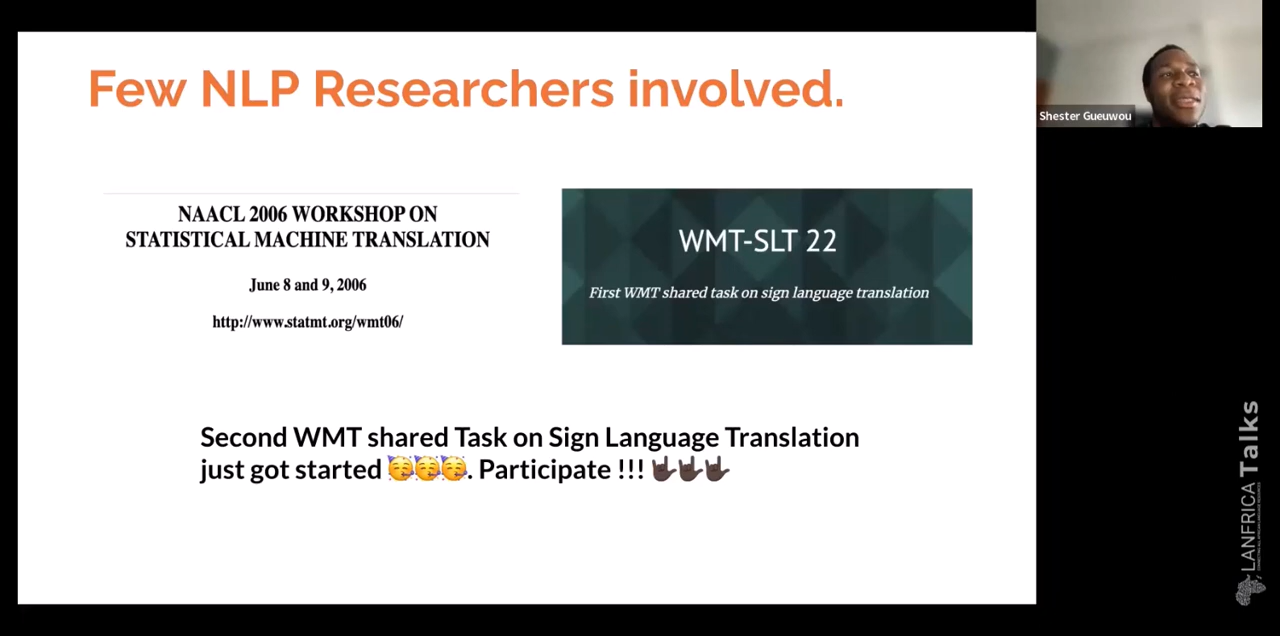 Few NLP Researchers involved.
NAACL 2006 WORKSHOP ON
STATISTICAL MACHINE TRANSLATION
June 8 and 9, 2006
http://www.statmt.org/wmt06/
WMT-SLT 22
First WMT shared task on sign language translation
Second WMT shared Task on Sign Language Translation
just got started 🥳🥳🥳. Participate !!! 🤟🏿🤟🏿🤟🏿
Shester Gueuwou
LANFRICA Talks